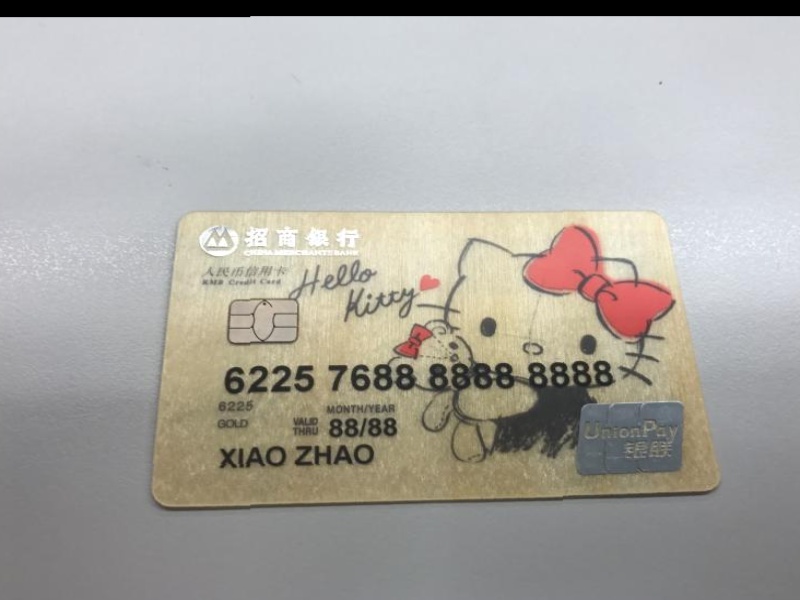 招商银行
CHINA MERCHANTS BANK
人民币信用卡
RMB Credit Card
Hello
Kitty
6225 7688 8888 8888
6225
MONTH/YEAR
GOLD
VALID
THRU
88/88
XIAO ZHAO
UnionPay
银联